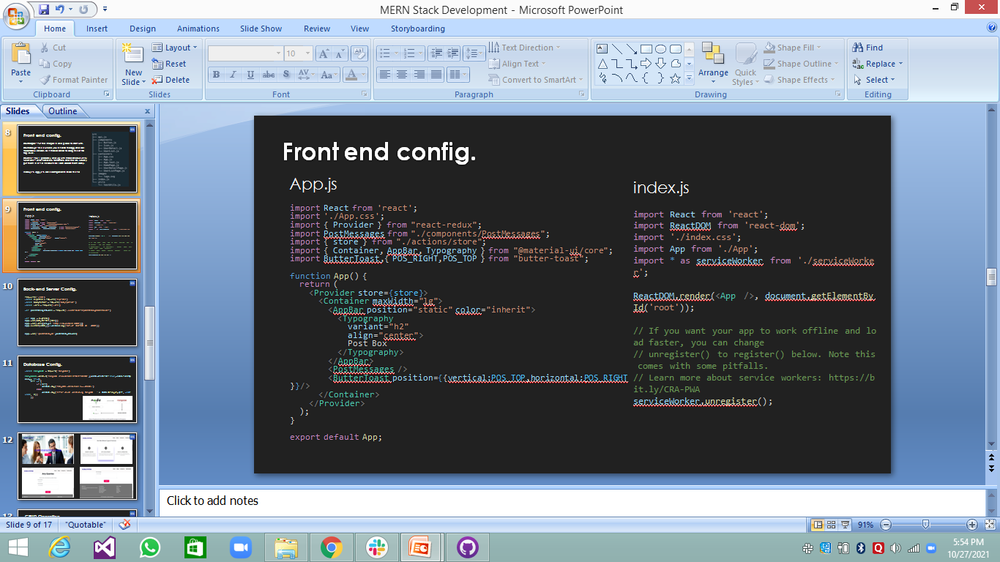 MERN Stack Development - Microsoft PowerPoint
Home Insert Design Animations Slide Show Review View Storyboarding
Paste
Cut
Copy
Format Painter
Clipboard
New Slide
Layout
Reset
Delete
Slides
10
B I U abc S AV Aa A
Font
Text Direction
Align Text
Convert to SmartArt
Paragraph
Arrange
Quick Styles
Shape Fill
Shape Outline
Shape Effects
Drawing
Find
Replace
Select
Editing
Slides Outline x
8
Front end config.
9
Front end config.
App.js
index.js
10
Back-end Server Config.
11
Database Config.
12
13
Front end config.
App.js
import React from 'react';
import './App.css';
import { Provider } from "react-redux";
import PostMessages from "./components/PostMessages";
import { store } from "./actions/store";
import { Container, AppBar, Typography } from "@material-ui/core";
import ButterToast,{ POS_RIGHT,POS_TOP } from "butter-toast";
function App() {
return (
<Provider store={store}>
<Container maxWidth="lg">
<AppBar position="static" color="inherit">
<Typography
variant="h2"
align="center">
Post Box
</Typography>
</AppBar>
<PostMessages />
<ButterToast position={{vertical:POS_TOP,horizontal:POS_RIGHT
}}/>
</Container>
</Provider>
);
}
export default App;
index.js
import React from 'react';
import ReactDOM from 'react-dom';
import './index.css';
import App from './App';
import * as serviceWorker from './serviceWorke
r';
ReactDOM.render(<App />, document.getElementBy
Id('root'));
// If you want your app to work offline and lo
ad faster, you can change
// unregister() to register() below. Note this
comes with some pitfalls.
// Learn more about service workers: https://b
it.ly/CRA-PWA
serviceWorker.unregister();
Click to add notes
Slide 9 of 17 "Quotable" 91%
5:54 PM
10/27/2021